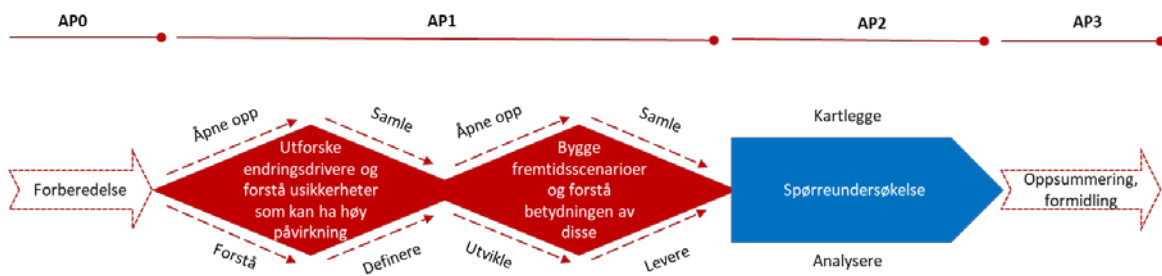 AP0
AP1
AP2
AP3
Forberedelse
Åpne opp
Samle
Utforske
endringsdrivere og
forstå usikkerheter
som kan ha høy
påvirkning
Forstå
Definere
Åpne opp
Samle
Bygge
fremtidsscenarioer
og forstå
betydningen av
disse
Utvikle
Levere
Kartlegge
Spørreundersøkelse
Analysere
Oppsummering,
formidling